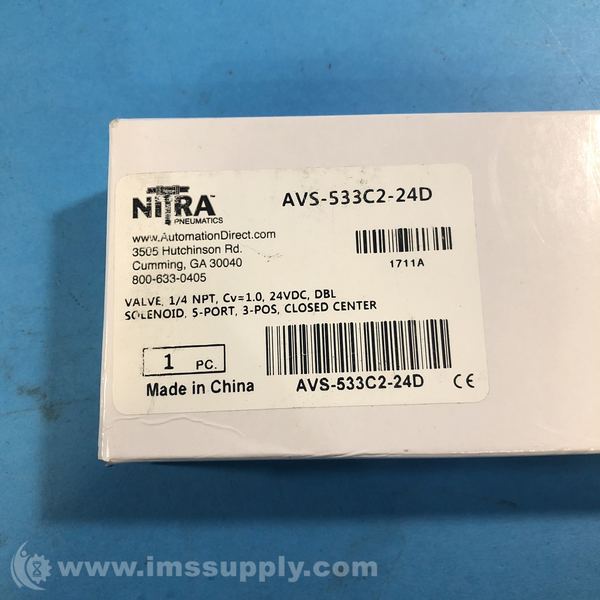 NITRA™
PNEUMATICS
AVS-533C2-24D
www.AutomationDirect.com
3505 Hutchinson Rd.
Cumming, GA 30040
800-633-0405
1711A
VALVE, 1/4 NPT, Cv=1.0, 24VDC, DBL
SOLENOID, 5-PORT, 3-POS, CLOSED CENTER
1 PC.
Made in China
AVS-533C2-24D
CE
www.imssupply.com